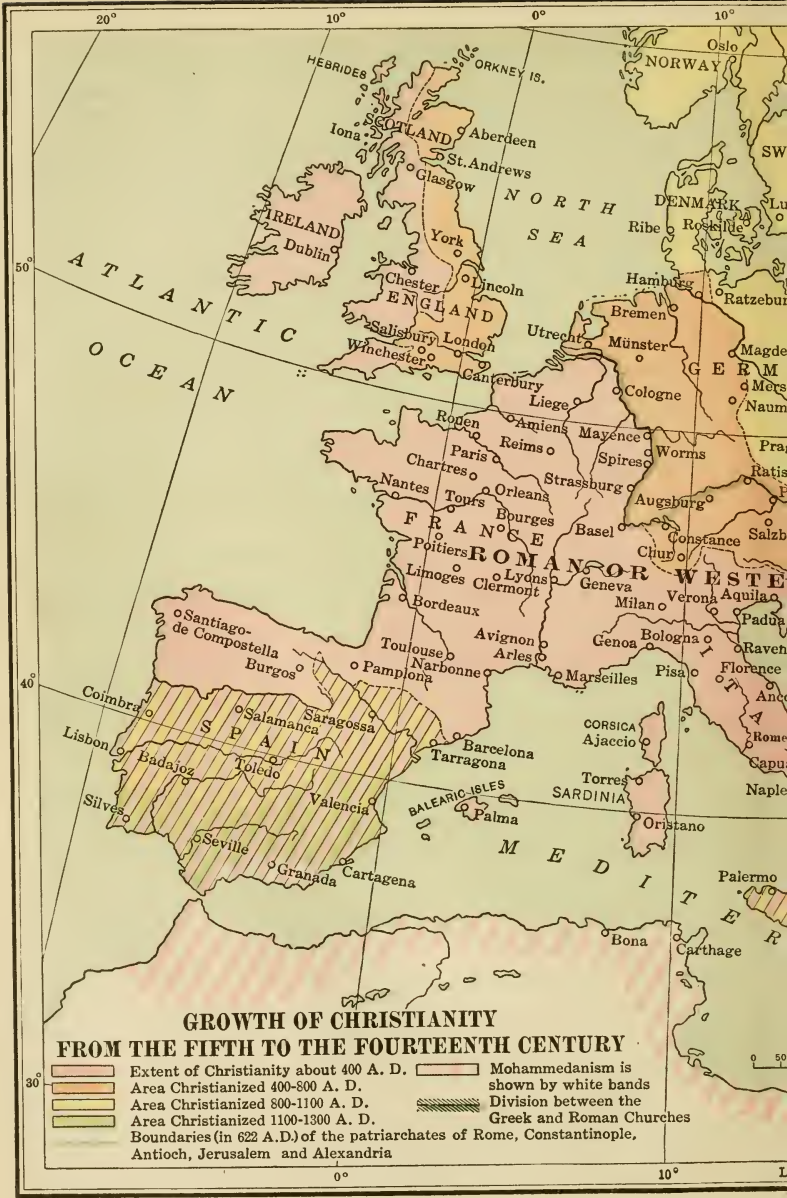 20° 10° 0° 10°
Oslo
NORWAY
HEBRIDES
ORKNEY IS.
SCOTLAND
Iona
Aberdeen
St. Andrews
Glasgow
SW
NORTH
SEA
DENMARK
Lu
Ribe
Roskilde
IRELAND
Dublin
York
50°
ATLANTIC
OCEAN
Chester
Lincoln
ENGLAND
Hamburg
Ratzebur
Bremen
Salisbury
London
Winchester
Canterbury
Utrecht
Münster
Magde
GERM
Mers
Naum
Liege
Cologne
Rouen
Amiens
Mayence
Prag
Paris
Reims
Worms
Spires
Chartres
Strassburg
Ratis
Nantes
Tours
Orleans
Augsburg
P
FRANCE
Bourges
Basel
Constance
Salzb
Poitiers
Chur
ROMAN OR WESTE
Limoges
Clermont
Lyons
Geneva
Verona
Aquila
Bordeaux
Milan
Padua
Santiago-
de Compostella
Burgos
Toulouse
Avignon
Arles
Genoa
Bologna
Raven
Pamplona
Narbonne
Marseilles
Pisa
Florence
ITA
40°
Coimbra
Salamanca
Saragossa
Anco
CORSICA
Ajaccio
Rome
Lisbon
SPAIN
Barcelona
Tarragona
Capu
Badajoz
Toledo
Torres
SARDINIA
Naple
Silves
Valencia
BALEARIC ISLES
Palma
Oristano
Seville
Granada
Cartagena
MEDITER
Palermo
Bona
Carthage
GROWTH OF CHRISTIANITY
FROM THE FIFTH TO THE FOURTEENTH CENTURY
Extent of Christianity about 400 A. D.
Area Christianized 400-800 A. D.
Area Christianized 800-1100 A. D.
Area Christianized 1100-1300 A. D.
Mohammedanism is
shown by white bands
Division between the
Greek and Roman Churches
Boundaries (in 622 A.D.) of the patriarchates of Rome, Constantinople,
Antioch, Jerusalem and Alexandria
0 50
30°
0° 10° L